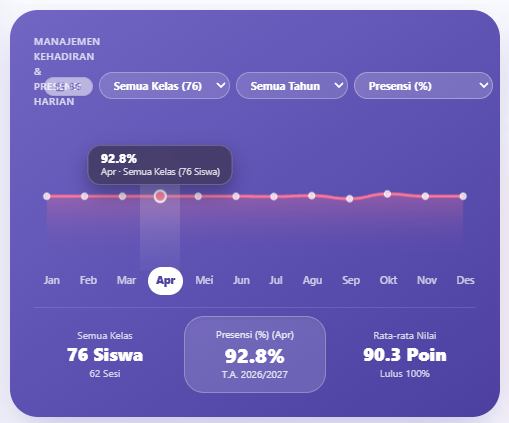 MANAJEMEN
KEHADIRAN
&
PRESENSI
HARIAN
Semua Kelas (76)
Semua Tahun
Presensi (%)
92.8%
Apr · Semua Kelas (76 Siswa)
Jan Feb Mar Apr Mei Jun Jul Agu Sep Okt Nov Des
Semua Kelas
76 Siswa
62 Sesi
Presensi (%) (Apr)
92.8%
T.A. 2026/2027
Rata-rata Nilai
90.3 Poin
Lulus 100%